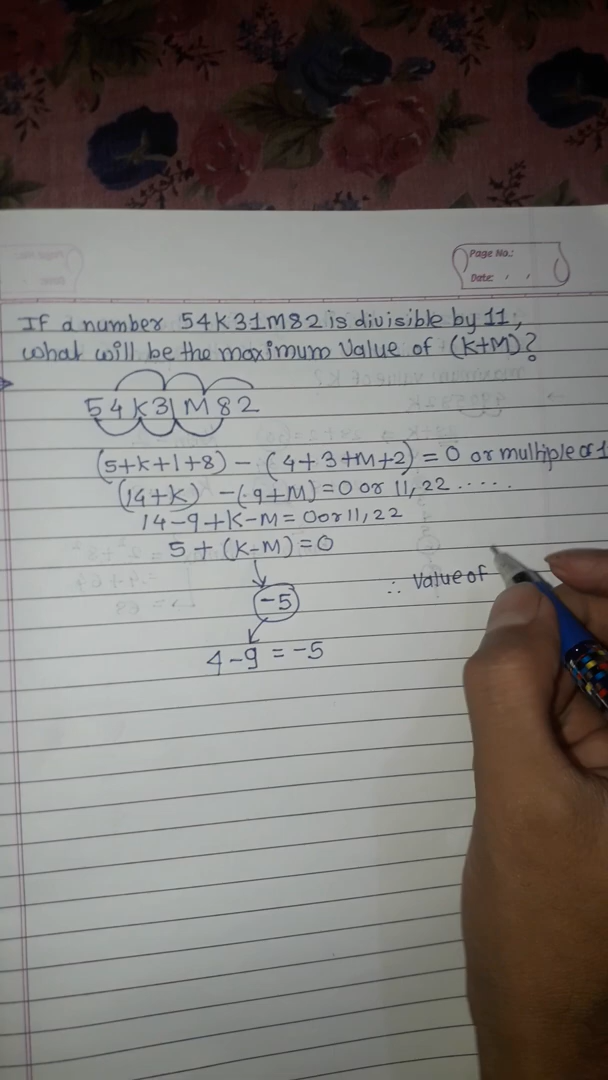 Page No.:
Date: , ,
If a number 54K31M82 is divisible by 11,
what will be the maximum value of (K+M)?
54K31M82
(5+K+1+8) - (4+3+M+2) = 0 or multiple of 1
(14+K) - (9+M) = 0 or 11, 22 .....
14-9+K-M = 0 or 11, 22
5+(K-M) = 0
-5
∴ Value of
4-9 = -5